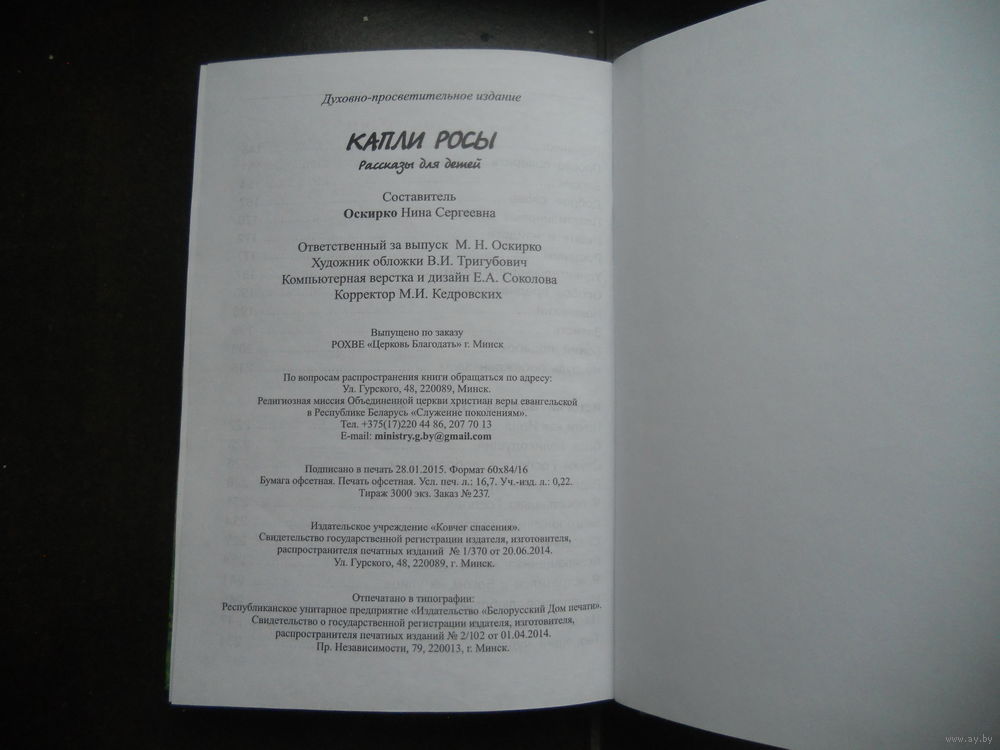 Духовно-просветительное издание
КАПЛИ РОСЫ
Рассказы для детей
Составитель
Оскирко Нина Сергеевна
Ответственный за выпуск М. Н. Оскирко
Художник обложки В.И. Тригубович
Компьютерная верстка и дизайн Е.А. Соколова
Корректор М.И. Кедровских
Выпущено по заказу
РОХВЕ «Церковь Благодать» г. Минск
По вопросам распространения книги обращаться по адресу:
Ул. Гурского, 48, 220089, Минск.
Религиозная миссия Объединенной церкви христиан веры евангельской
в Республике Беларусь «Служение поколениям».
Тел. +375(17)220 44 86, 207 70 13
E-mail: ministry.g.by@gmail.com
Подписано в печать 28.01.2015. Формат 60х84/16
Бумага офсетная. Печать офсетная. Усл. печ. л.: 16,7. Уч.-изд. л.: 0,22.
Тираж 3000 экз. Заказ № 237.
Издательское учреждение «Ковчег спасения».
Свидетельство государственной регистрации издателя, изготовителя,
распространителя печатных изданий № 1/370 от 20.06.2014.
Ул. Гурского, 48, 220089, г. Минск.
Отпечатано в типографии:
Республиканское унитарное предприятие «Издательство «Белорусский Дом печати».
Свидетельство о государственной регистрации издателя, изготовителя,
распространителя печатных изданий № 2/102 от 01.04.2014.
Пр. Независимости, 79, 220013, г. Минск.
www.ay.by